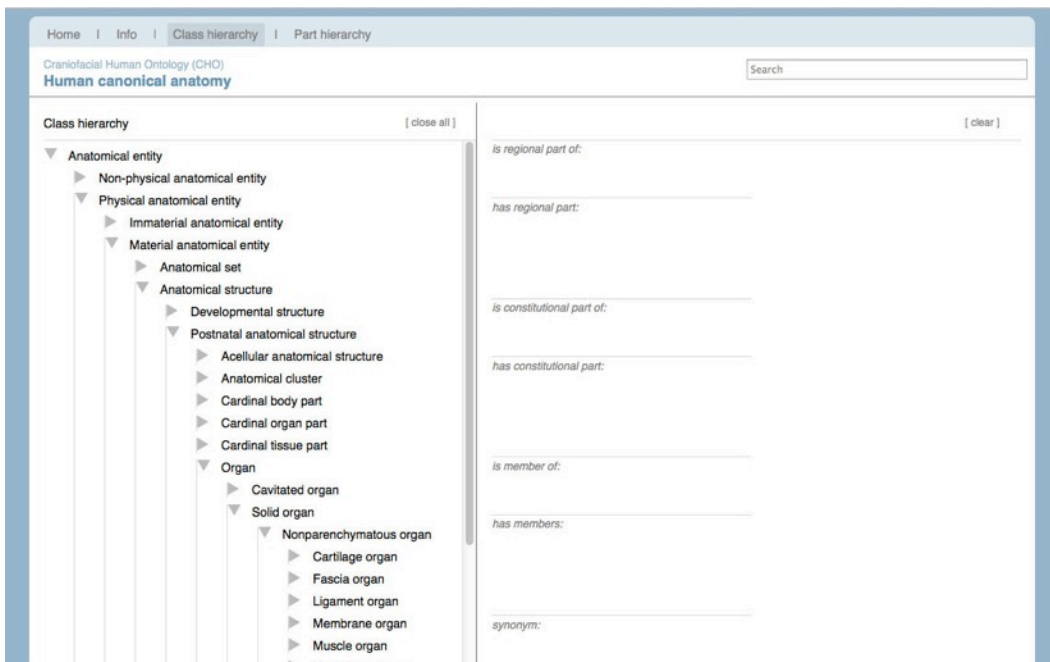 Home | Info | Class hierarchy | Part hierarchy
Craniofacial Human Ontology (CHO)
Human canonical anatomy
Search
Class hierarchy
[ close all ]
Anatomical entity
Non-physical anatomical entity
Physical anatomical entity
Immaterial anatomical entity
Material anatomical entity
Anatomical set
Anatomical structure
Developmental structure
Postnatal anatomical structure
Acellular anatomical structure
Anatomical cluster
Cardinal body part
Cardinal organ part
Cardinal tissue part
Organ
Cavitated organ
Solid organ
Nonparenchymatous organ
Cartilage organ
Fascia organ
Ligament organ
Membrane organ
Muscle organ
[ clear ]
is regional part of:
has regional part:
is constitutional part of:
has constitutional part:
is member of:
has members:
synonym: